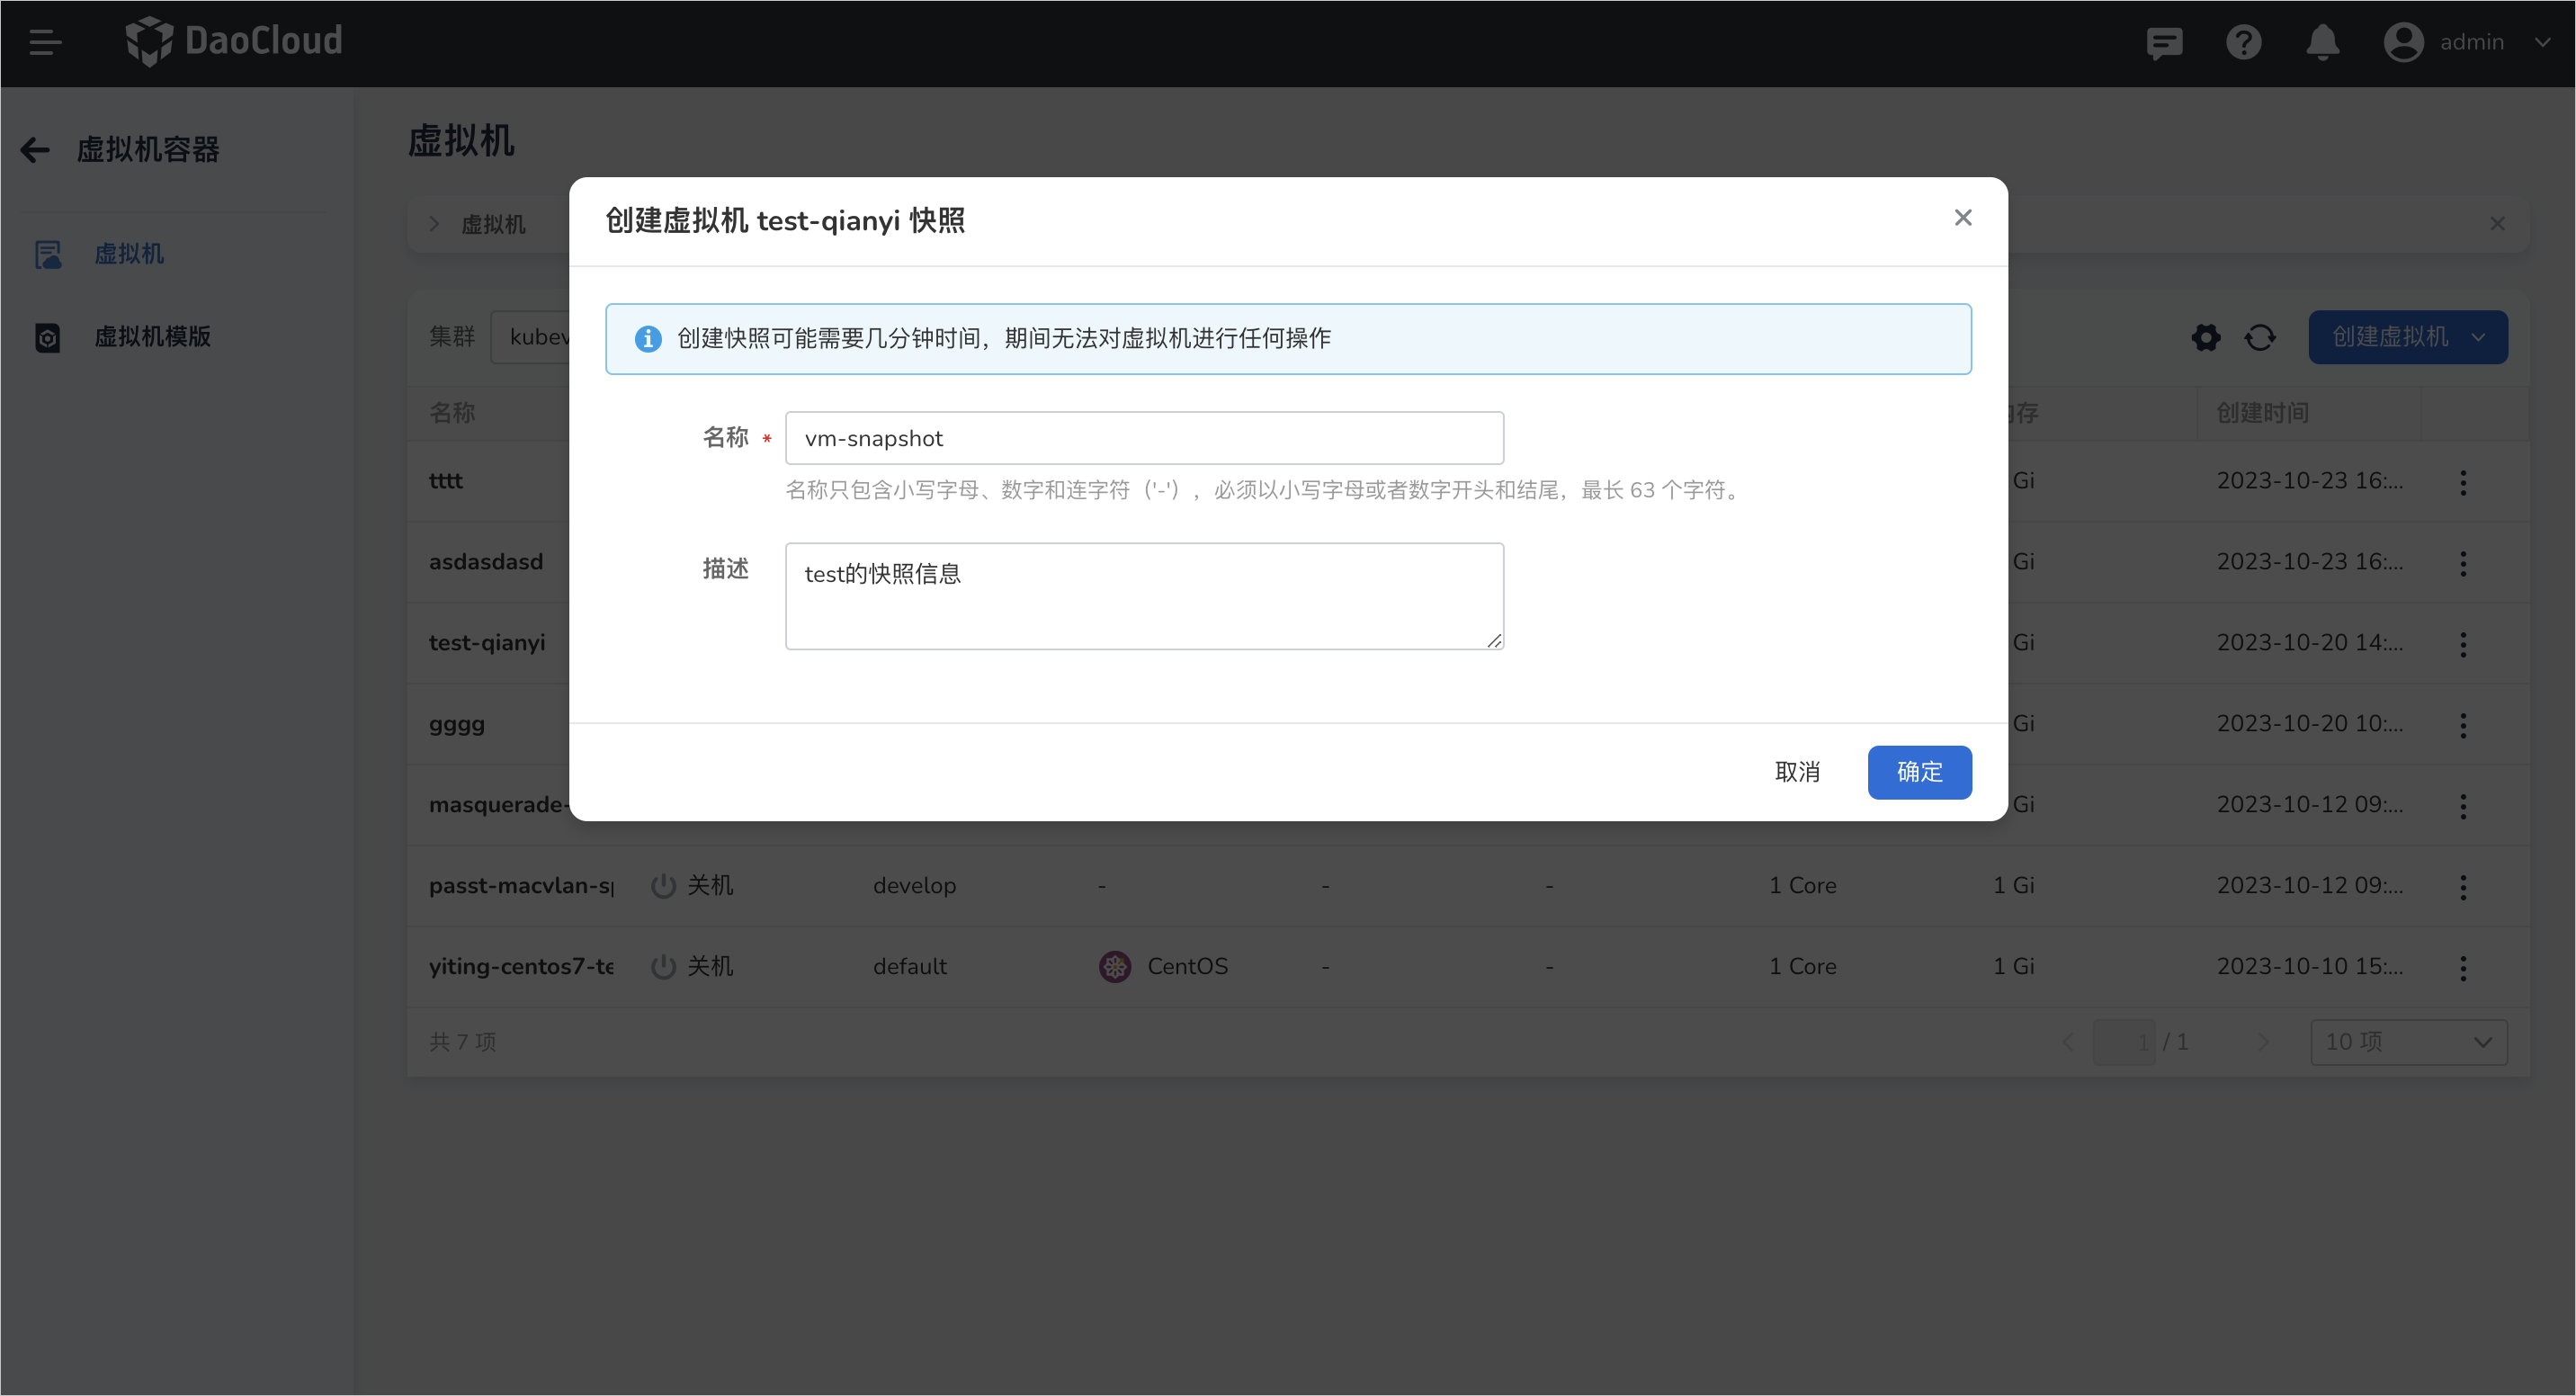 DaoCloud
admin
虚拟机容器
虚拟机
虚拟机模版
虚拟机
虚拟机
创建虚拟机 test-qianyi 快照
创建快照可能需要几分钟时间，期间无法对虚拟机进行任何操作
名称 *
vm-snapshot
名称只包含小写字母、数字和连字符（'-'），必须以小写字母或者数字开头和结尾，最长 63 个字符。
描述
test的快照信息
取消
确定
集群
创建虚拟机
名称 创建时间
tttt Gi 2023-10-23 16:...
asdasdasd Gi 2023-10-23 16:...
test-qianyi Gi 2023-10-20 14:...
gggg Gi 2023-10-20 10:...
masquerade- Gi 2023-10-12 09:...
passt-macvlan-s 关机 develop - - - 1 Core 1 Gi 2023-10-12 09:...
yiting-centos7-te 关机 default CentOS - - 1 Core 1 Gi 2023-10-10 15:...
共 7 项
1 / 1
10 项